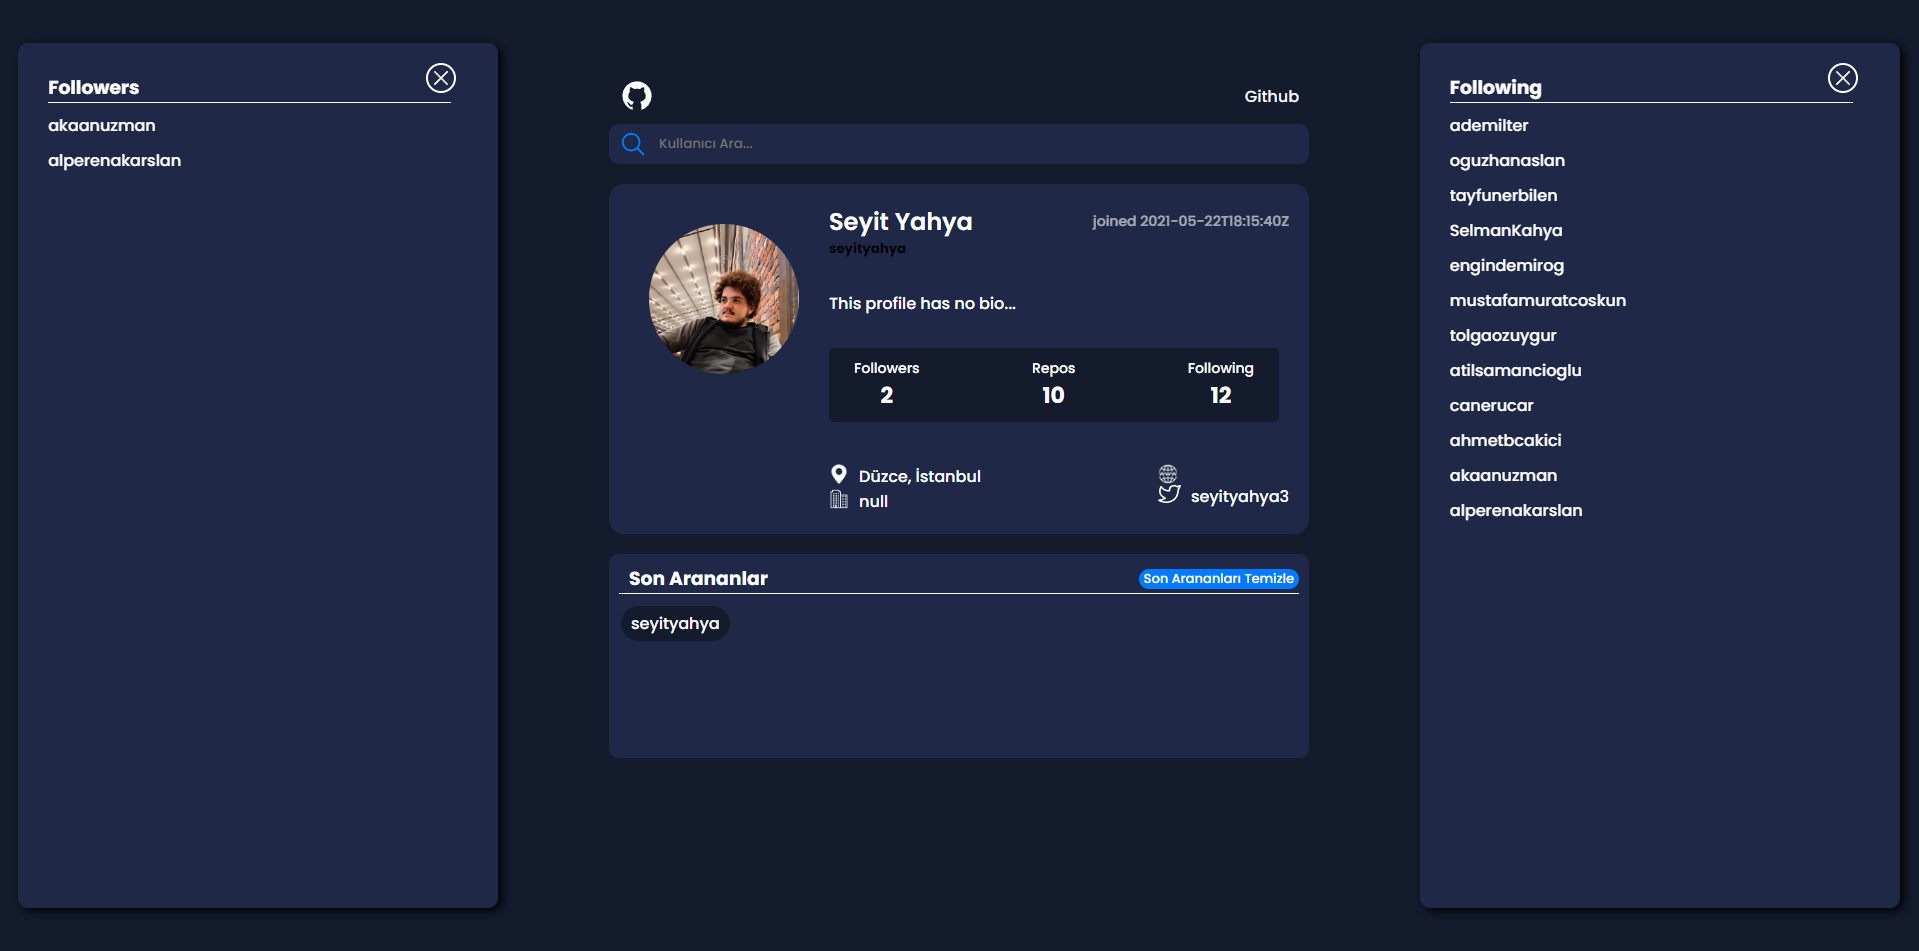 Followers
akaanuzman
alperenakarslan
Github
Kullanıcı Ara...
Seyit Yahya
joined 2021-05-22T18:15:40Z
seyityahya
This profile has no bio...
Followers
Repos
Following
2
10
12
Düzce, İstanbul
null
seyityahya3
Son Arananlar
Son Arananları Temizle
seyityahya
Following
ademilter
oguzhanaslan
tayfunerbilen
SelmanKahya
engindemirog
mustafamuratcoskun
tolgaozuygur
atilsamancioglu
canerucar
ahmetbcakici
akaanuzman
alperenakarslan